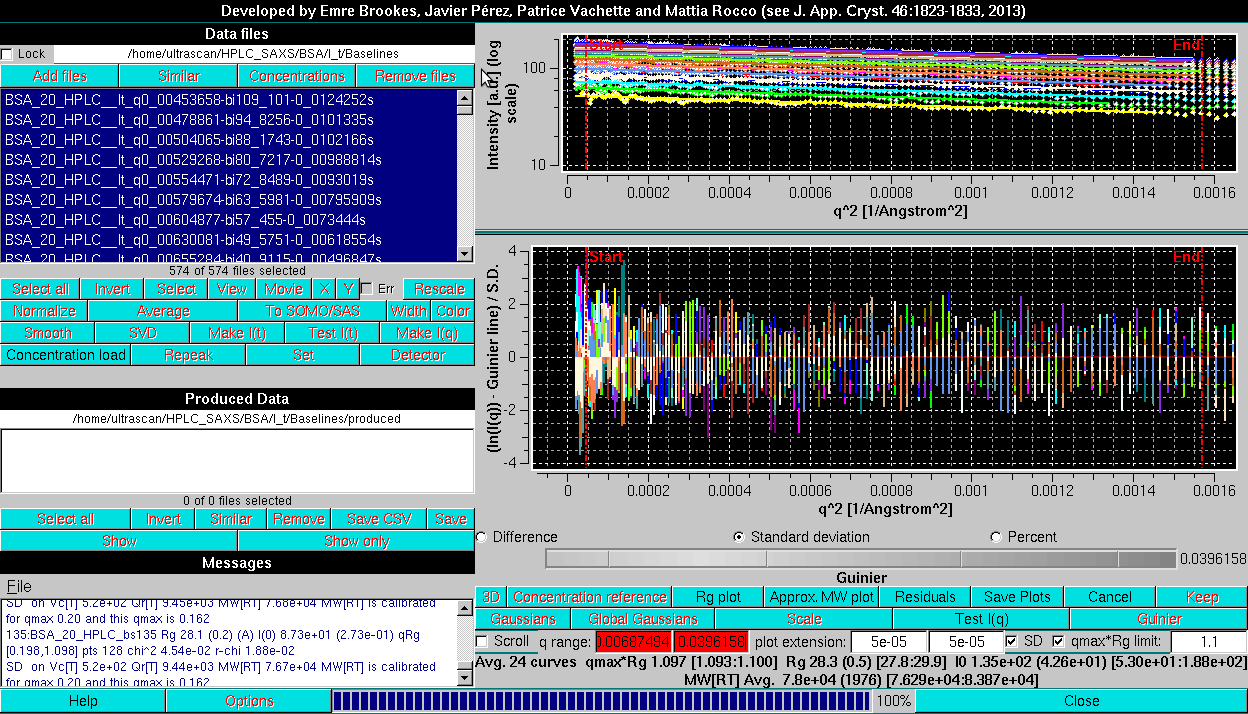 Developed by Emre Brookes, Javier Pérez, Patrice Vachette and Mattia Rocco (see J. App. Cryst. 46:1823-1833, 2013)
Data files
Lock /home/ultrascan/HPLC_SAXS/BSA/I_t/Baselines
Add files Similar Concentrations Remove files
BSA_20_HPLC__It_q0_00453658-bi109_101-0_0124252s
BSA_20_HPLC__It_q0_00478861-bi94_8256-0_0101335s
BSA_20_HPLC__It_q0_00504065-bi88_1743-0_0102166s
BSA_20_HPLC__It_q0_00529268-bi80_7217-0_00988814s
BSA_20_HPLC__It_q0_00554471-bi72_8489-0_0093019s
BSA_20_HPLC__It_q0_00579674-bi63_5981-0_00795909s
BSA_20_HPLC__It_q0_00604877-bi57_455-0_0073444s
BSA_20_HPLC__It_q0_00630081-bi49_5751-0_00618554s
BSA_20_HPLC__It_q0_00655284-bi40_9115-0_00496847s
574 of 574 files selected
Select all Invert Select View Movie X Y Err Rescale
Normalize Average To SOMO/SAS Width Color
Smooth SVD Make I(t) Test I(t) Make I(q)
Concentration load Repeak Set Detector
Produced Data
/home/ultrascan/HPLC_SAXS/BSA/I_t/Baselines/produced
0 of 0 files selected
Select all Invert Similar Remove Save CSV Save
Show Show only
Messages
File
SD on Vc[T] 5.2e+02 Qr[T] 9.45e+03 MW[RT] 7.68e+04 MW[RT] is calibrated
for qmax 0.20 and this qmax is 0.162
135:BSA_20_HPLC_bs135 Rg 28.1 (0.2) (A) I(0) 8.73e+01 (2.73e-01) qRg
[0.198,1.098] pts 128 chi^2 4.54e-02 r-chi 1.88e-02
SD on Vc[T] 5.2e+02 Qr[T] 9.44e+03 MW[RT] 7.67e+04 MW[RT] is calibrated
for qmax 0.20 and this qmax is 0.162
Intensity [a.u.] (log
scale)
100
10
Start End
0 0.0002 0.0004 0.0006 0.0008 0.001 0.0012 0.0014 0.0016
q^2 [1/Angstrom^2]
(ln(I(q)) - Guinier line) / S.D.
4
2
0
-2
-4
Start End
0 0.0002 0.0004 0.0006 0.0008 0.001 0.0012 0.0014 0.0016
q^2 [1/Angstrom^2]
Difference Standard deviation Percent
0.0396158
Guinier
3D Concentration reference Rg plot Approx. MW plot Residuals Save Plots Cancel Keep
Gaussians Global Gaussians Scale Test I(q) Guinier
Scroll q range: 0.00687494 0.0396158 plot extension: 5e-05 5e-05 SD qmax*Rg limit: 1.1
Avg. 24 curves qmax*Rg 1.097 [1.093:1.100] Rg 28.3 (0.5) [27.8:29.9] I0 1.35e+02 (4.26e+01) [5.30e+01:1.88e+02]
MW[RT] Avg. 7.8e+04 (1976) [7.629e+04:8.387e+04]
Help Options 100% Close